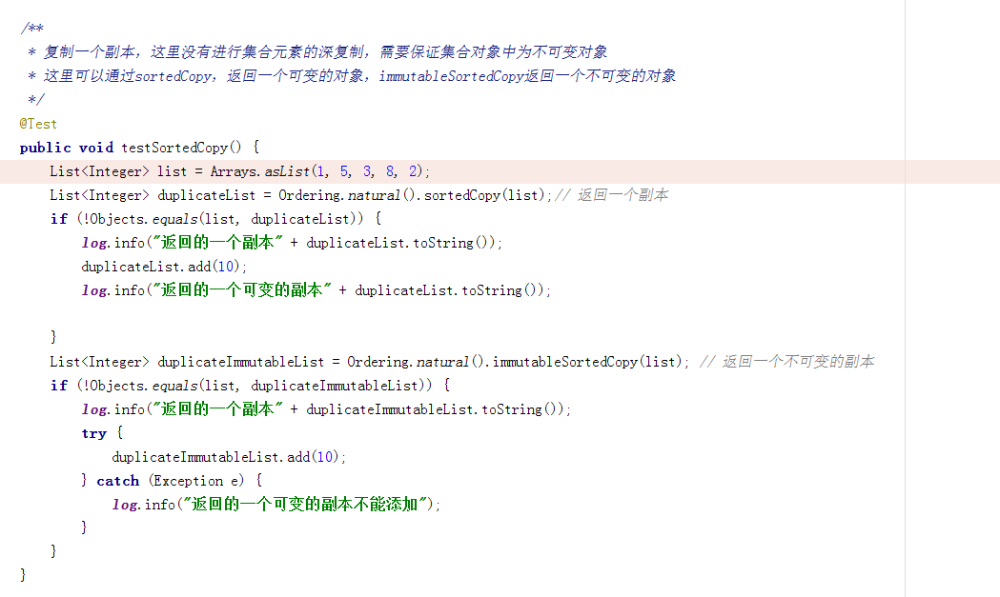 /**
 * 复制一个副本，这里没有进行集合元素的深复制，需要保证集合对象中为不可变对象
 * 这里可以通过sortedCopy，返回一个可变的对象，immutableSortedCopy返回一个不可变的对象
 */
@Test
public void testSortedCopy() {
    List<Integer> list = Arrays.asList(1, 5, 3, 8, 2);
    List<Integer> duplicateList = Ordering.natural().sortedCopy(list);// 返回一个副本
    if (!Objects.equals(list, duplicateList)) {
        log.info("返回的一个副本" + duplicateList.toString());
        duplicateList.add(10);
        log.info("返回的一个可变的副本" + duplicateList.toString());
    }
    List<Integer> duplicateImmutableList = Ordering.natural().immutableSortedCopy(list); // 返回一个不可变的副本
    if (!Objects.equals(list, duplicateImmutableList)) {
        log.info("返回的一个副本" + duplicateImmutableList.toString());
        try {
            duplicateImmutableList.add(10);
        } catch (Exception e) {
            log.info("返回的一个可变的副本不能添加");
        }
    }
}